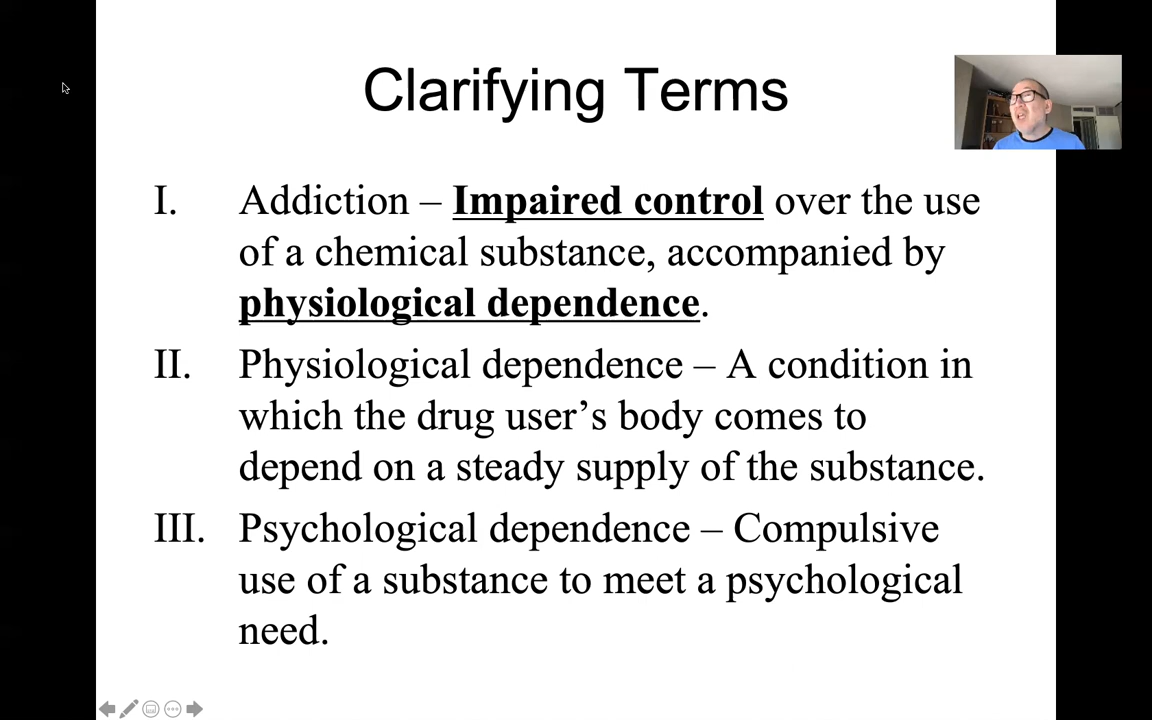 Clarifying Terms
I. Addiction – Impaired control over the use
of a chemical substance, accompanied by
physiological dependence.
II. Physiological dependence – A condition in
which the drug user’s body comes to
depend on a steady supply of the substance.
III. Psychological dependence – Compulsive
use of a substance to meet a psychological
need.